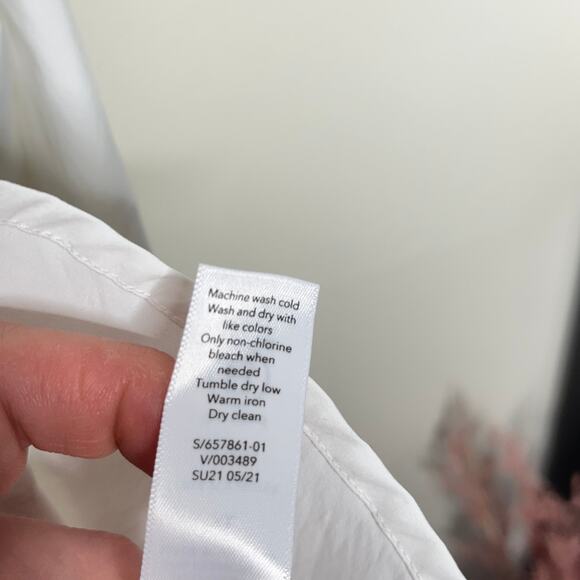 Machine wash cold
Wash and dry with
like colors
Only non-chlorine
bleach when
needed
Tumble dry low
Warm iron
Dry clean
S/657861-01
V/003489
SU21 05/21